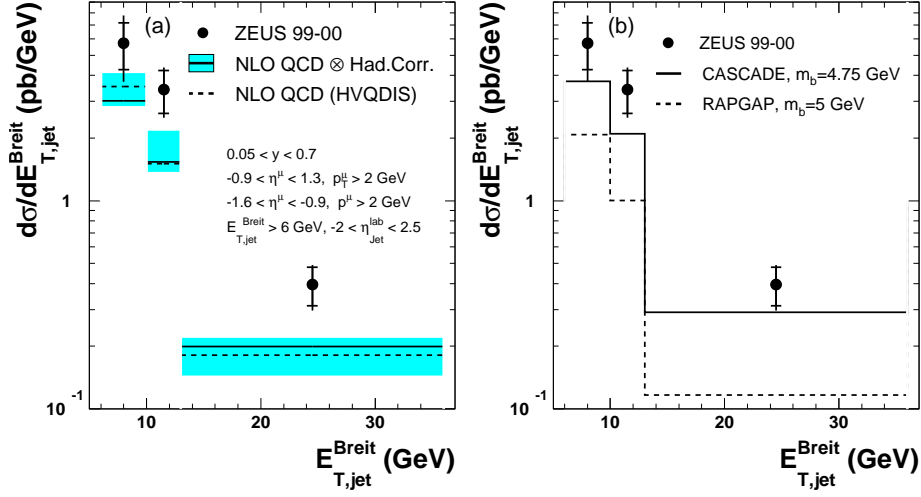 (a)
ZEUS 99-00
NLO QCD ⊗ Had.Corr.
NLO QCD (HVQDIS)
0.05 < y < 0.7
-0.9 < η^μ < 1.3, p_T^μ > 2 GeV
-1.6 < η^μ < -0.9, p^μ > 2 GeV
E_T,jet^Breit > 6 GeV, -2 < η_Jet^lab < 2.5
dσ/dE_T,jet^Breit (pb/GeV)
1
10^-1
10 20 30
E_T,jet^Breit (GeV)
(b)
ZEUS 99-00
CASCADE, m_b=4.75 GeV
RAPGAP, m_b=5 GeV
dσ/dE_T,jet^Breit (pb/GeV)
1
10^-1
10 20 30
E_T,jet^Breit (GeV)